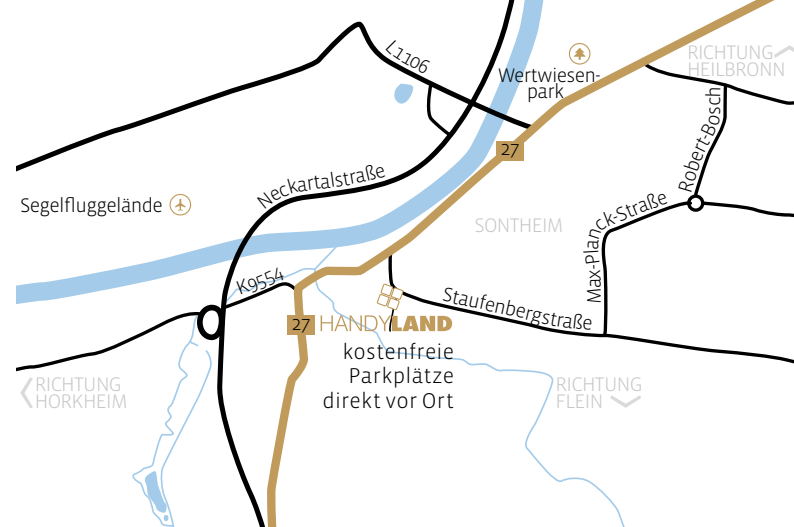 L1106
Wertwiesen-
park
RICHTUNG
HEILBRONN
27
Robert-Bosch
Neckartalstraße
Segelfluggelände
SONTHEIM
Max-Planck-Straße
K9554
Staufenbergstraße
27 HANDYLAND
kostenfreie
Parkplätze
direkt vor Ort
RICHTUNG
HORKHEIM
RICHTUNG
FLEIN